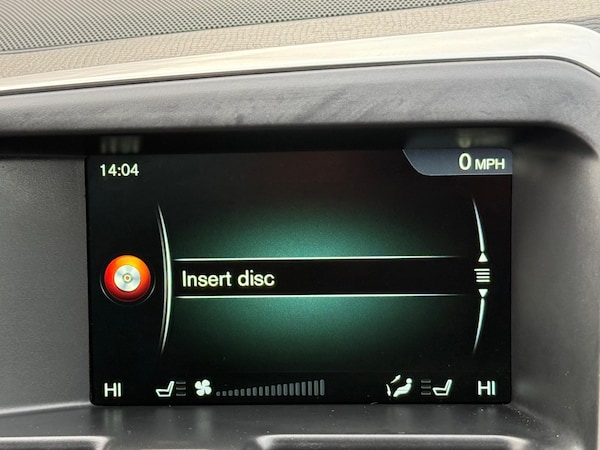 14:04
0 MPH
Insert disc
HI
HI